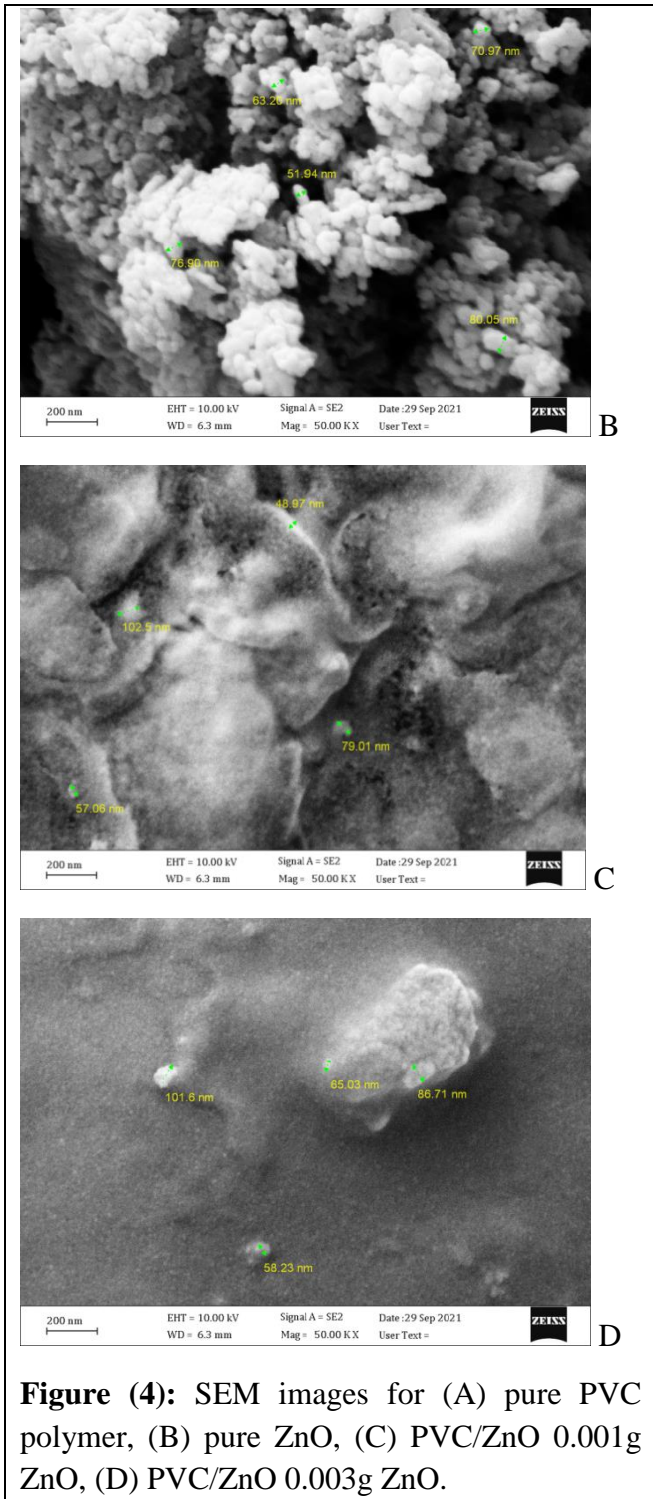 70.97 nm
63.26 nm
51.94 nm
76.90 nm
80.05 nm
200 nm
EHT = 10.00 kV Signal A = SE2 Date :29 Sep 2021
WD = 6.3 mm Mag = 50.00 K X User Text =
ZEISS
B
48.97 nm
102.5 nm
79.01 nm
57.06 nm
200 nm
EHT = 10.00 kV Signal A = SE2 Date :29 Sep 2021
WD = 6.3 mm Mag = 50.00 K X User Text =
ZEISS
C
101.6 nm
65.03 nm
86.71 nm
58.23 nm
200 nm
EHT = 10.00 kV Signal A = SE2 Date :29 Sep 2021
WD = 6.3 mm Mag = 50.00 K X User Text =
ZEISS
D
Figure (4): SEM images for (A) pure PVC
polymer, (B) pure ZnO, (C) PVC/ZnO 0.001g
ZnO, (D) PVC/ZnO 0.003g ZnO.